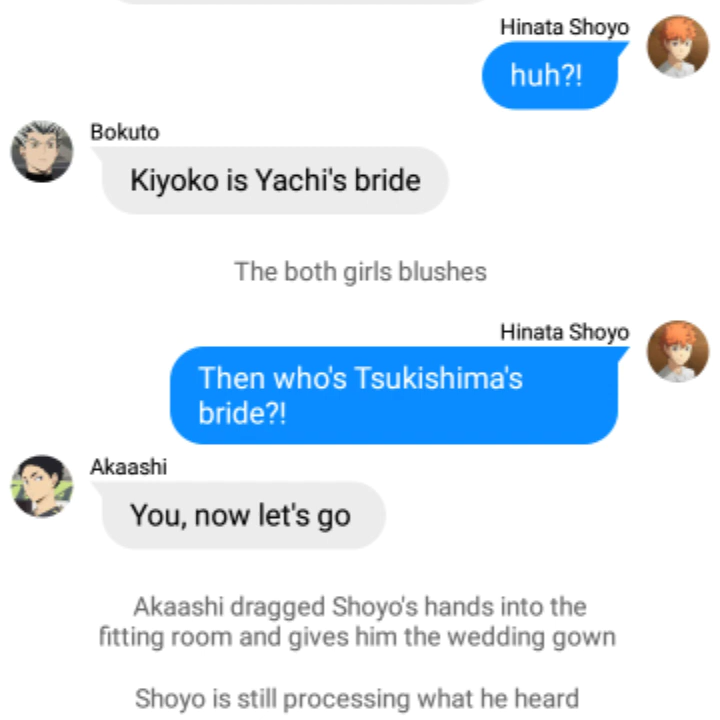 Hinata Shoyo
huh?!
Bokuto
Kiyoko is Yachi's bride
The both girls blushes
Hinata Shoyo
Then who's Tsukishima's
bride?!
Akaashi
You, now let's go
Akaashi dragged Shoyo's hands into the
fitting room and gives him the wedding gown
Shoyo is still processing what he heard